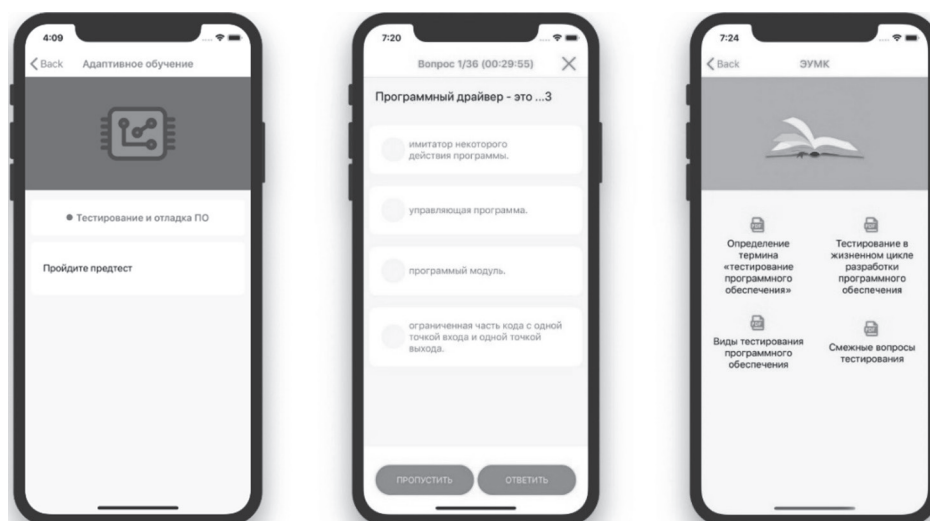 4:09
Back Адаптивное обучение
Тестирование и отладка ПО
Пройдите предтест
7:20
Вопрос 1/36 (00:29:55)
Программный драйвер - это ...3
имитатор некоторого
действия программы.
управляющая программа.
программый модуль.
ограниченная часть кода с одной
точкой входа и одной точкой
выхода.
ПРОПУСТИТЬ ОТВЕТИТЬ
7:24
Back ЭУМК
Определение
термина
«тестирование
программного
обеспечения»
Тестирование в
жизненном цикле
разработки
программного
обеспечения
Виды тестирования
программного
обеспечения
Смежные вопросы
тестирования